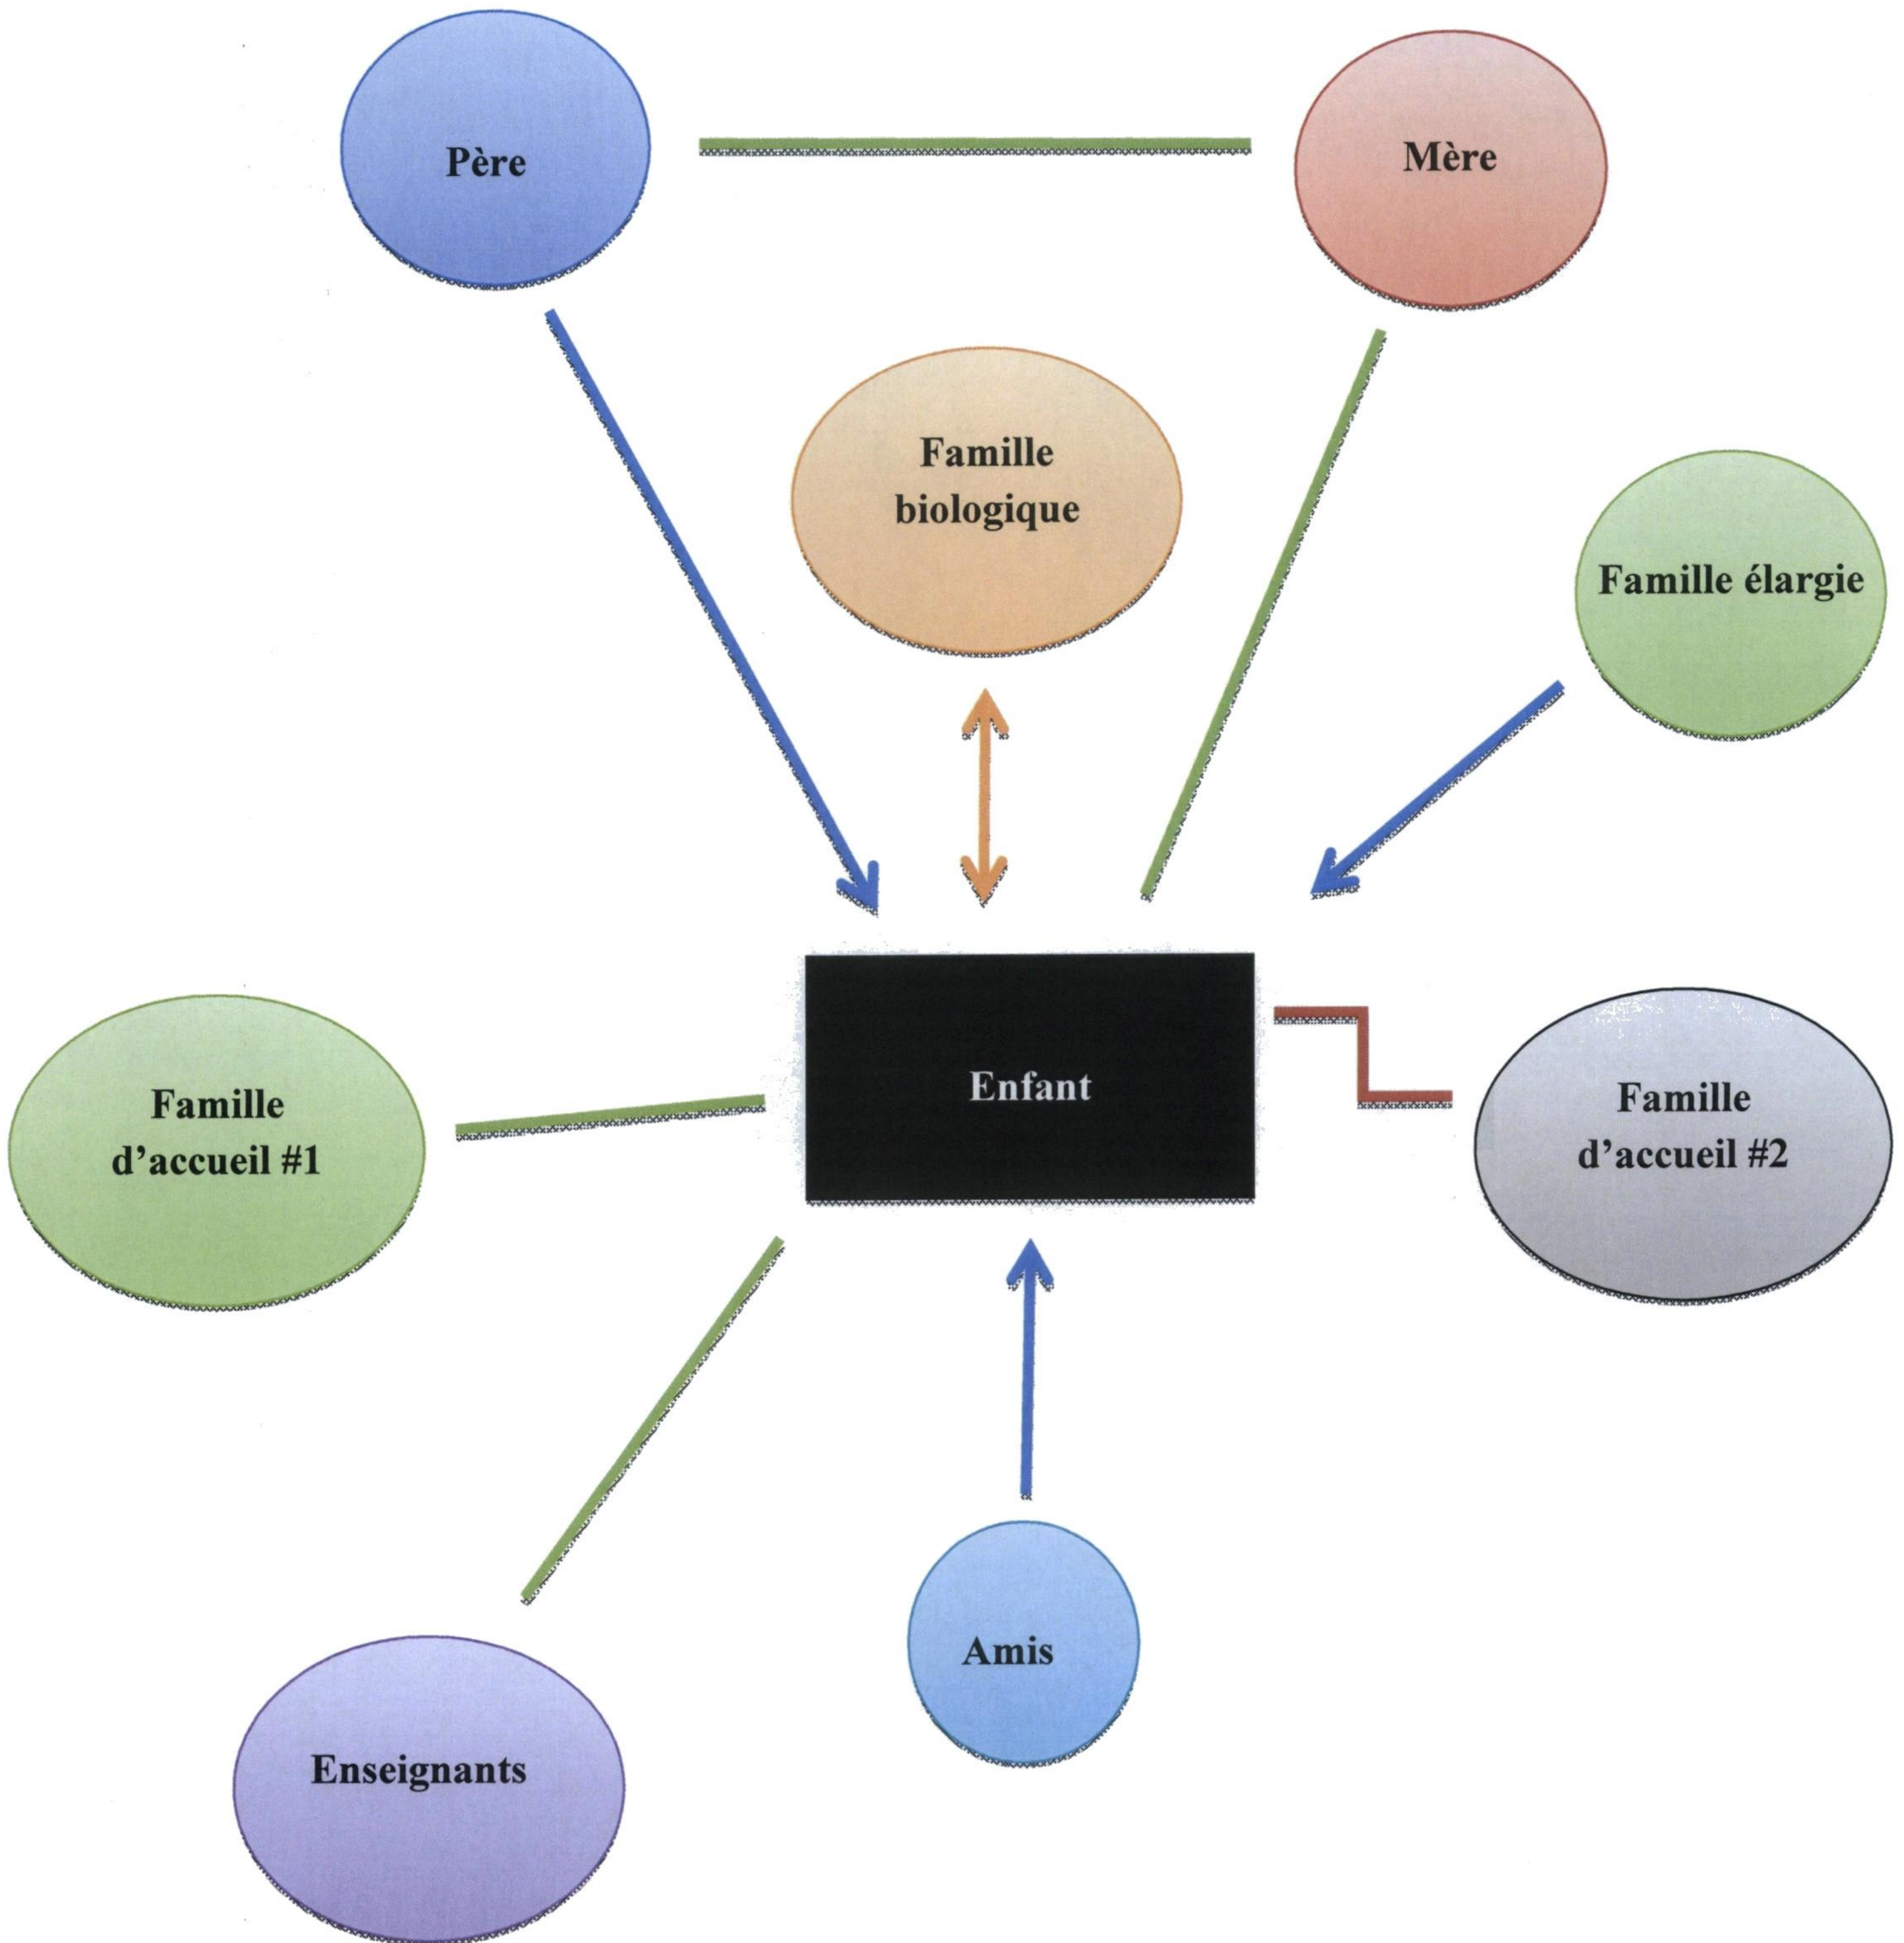 Père
Mère
Famille
biologique
Famille élargie
Enfant
Famille
d’accueil #1
Famille
d’accueil #2
Amis
Enseignants